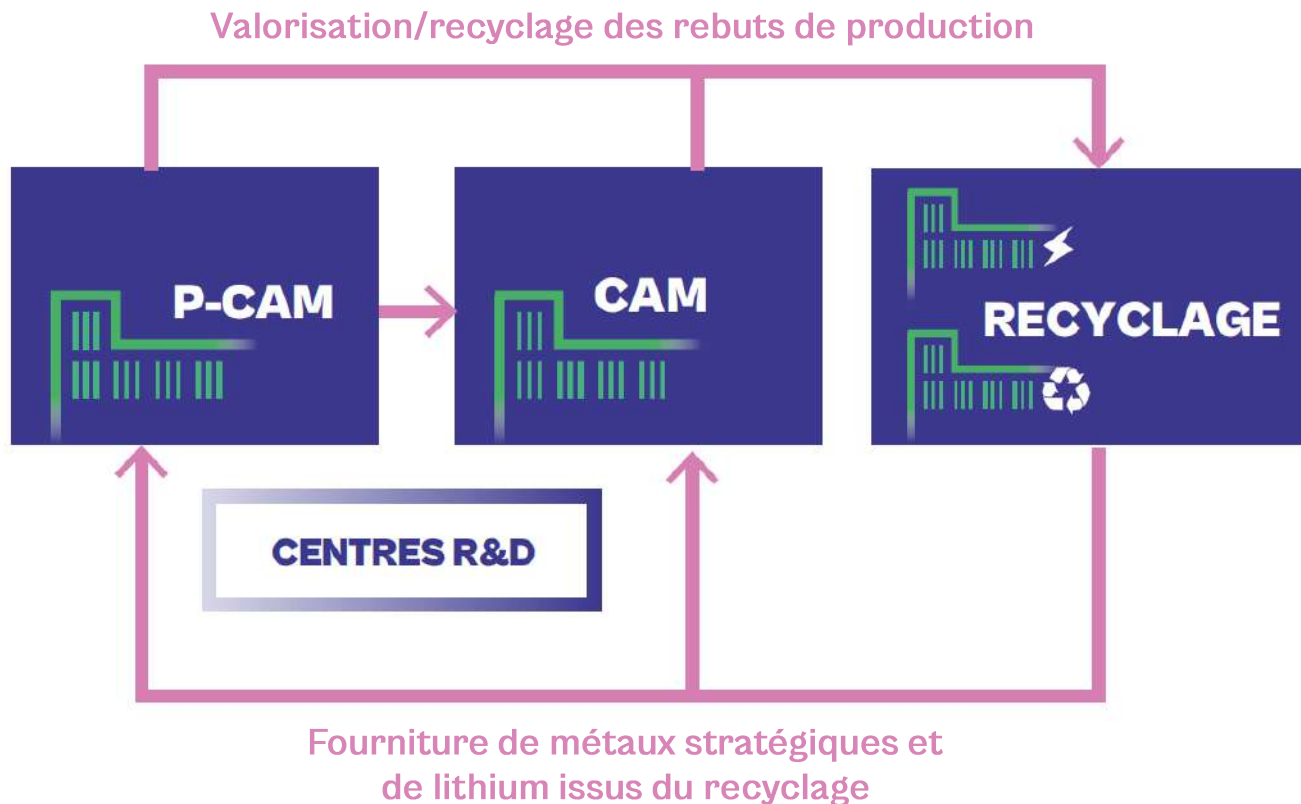 Valorisation/recyclage des rebuts de production
P-CAM
CAM
RECYCLAGE
CENTRES R&D
Fourniture de métaux stratégiques et
de lithium issus du recyclage